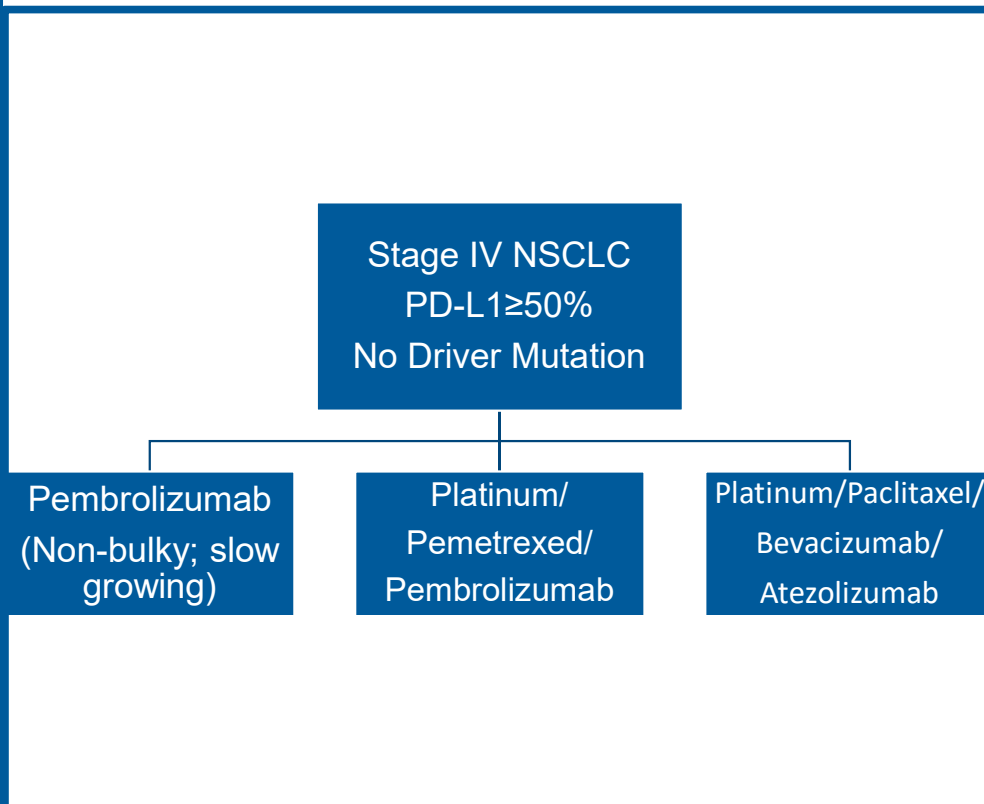 Stage IV NSCLC
PD-L1≥50%
No Driver Mutation
Pembrolizumab
(Non-bulky; slow
growing)
Platinum/
Pemetrexed/
Pembrolizumab
Platinum/Paclitaxel/
Bevacizumab/
Atezolizumab